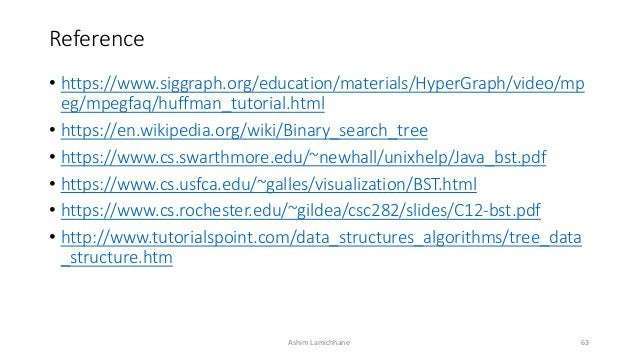 Reference
• https://www.siggraph.org/education/materials/HyperGraph/video/mp
eg/mpegfaq/huffman_tutorial.html
• https://en.wikipedia.org/wiki/Binary_search_tree
• https://www.cs.swarthmore.edu/~newhall/unixhelp/Java_bst.pdf
• https://www.cs.usfca.edu/~galles/visualization/BST.html
• https://www.cs.rochester.edu/~gildea/csc282/slides/C12-bst.pdf
• http://www.tutorialspoint.com/data_structures_algorithms/tree_data
_structure.htm
Ashim Lamichhane 63